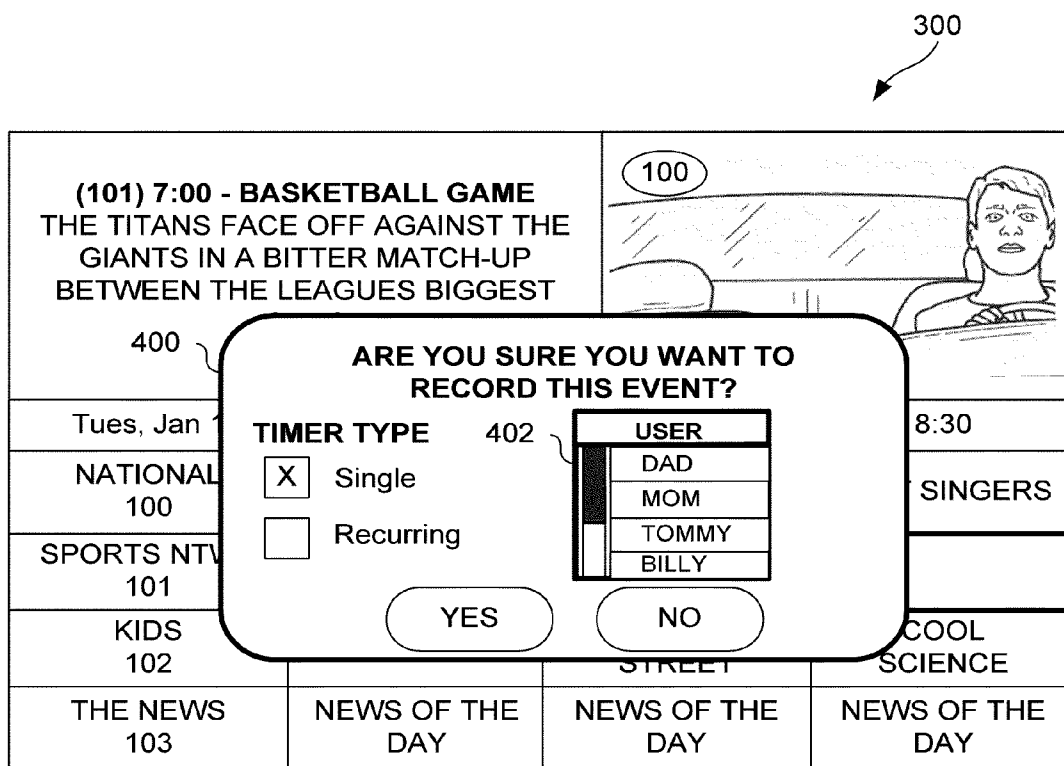 300
(101) 7:00 - BASKETBALL GAME
THE TITANS FACE OFF AGAINST THE
GIANTS IN A BITTER MATCH-UP
BETWEEN THE LEAGUES BIGGEST
100
400
ARE YOU SURE YOU WANT TO
RECORD THIS EVENT?
TIMER TYPE
X Single
Recurring
402
USER
DAD
MOM
TOMMY
BILLY
YES
NO
Tues, Jan
8:30
NATIONAL
100
SINGERS
SPORTS
101
KIDS
102
STREET
COOL
SCIENCE
THE NEWS
103
NEWS OF THE
DAY
NEWS OF THE
DAY
NEWS OF THE
DAY